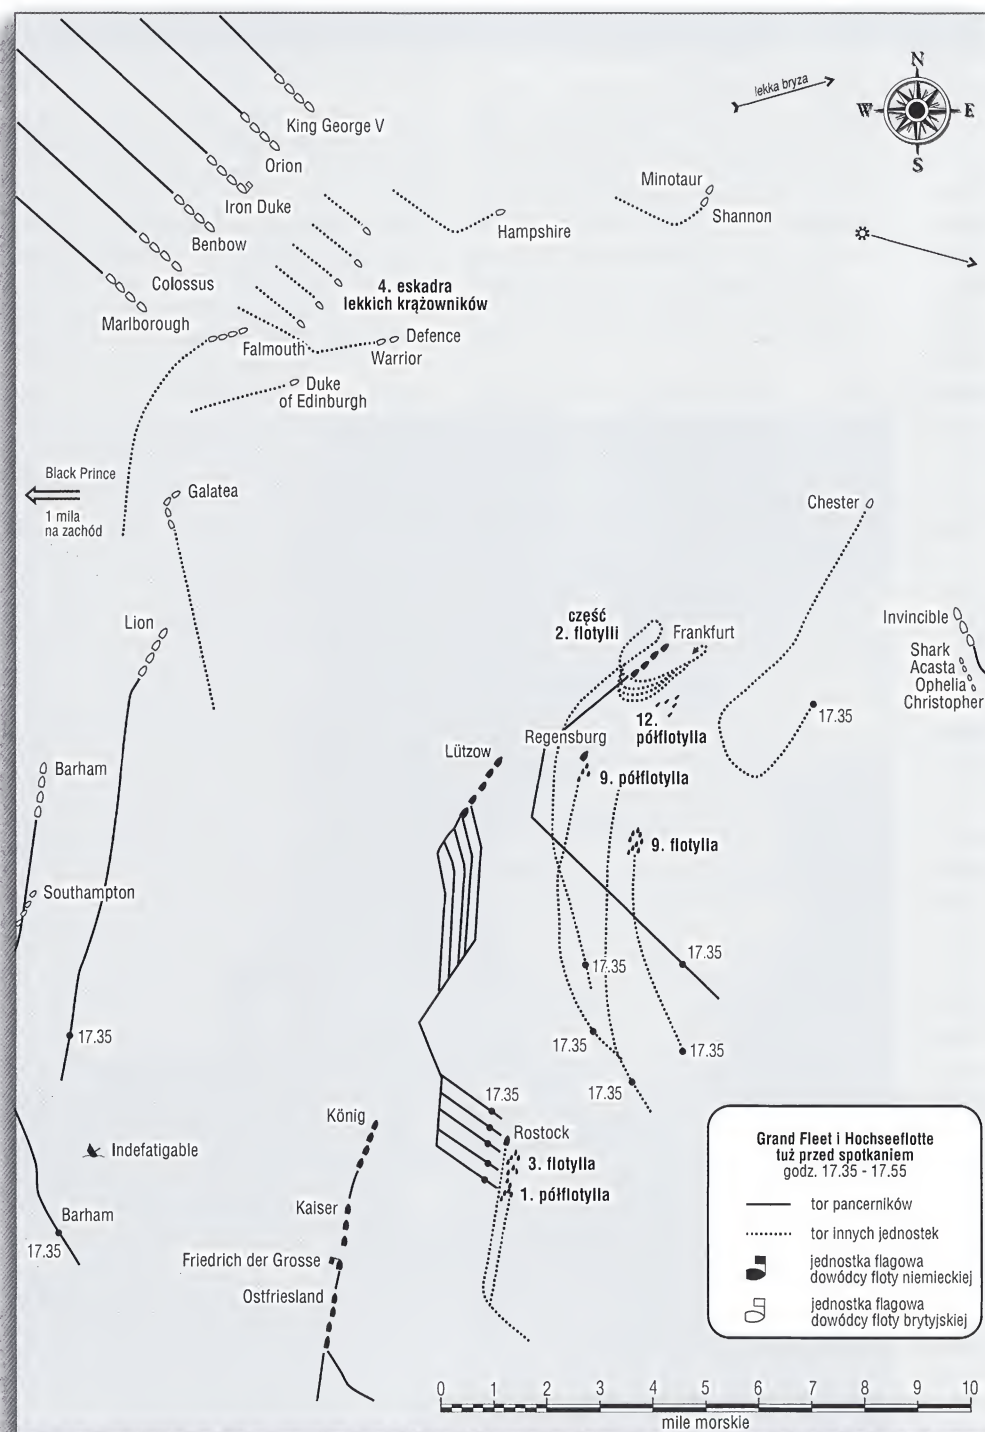 lekka bryza
N
W
E
S
King George V
Orion
Iron Duke
Benbow
Colossus
Marlborough
Minotaur
Shannon
Hampshire
4. eskadra
lekkich krążowników
Falmouth
Defence
Warrior
Duke
of Edinburgh
Black Prince
1 mila
na zachód
Galatea
Chester
Lion
część
2. flotylli
Frankfurt
Invincible
Shark
Acasta
Ophelia
Christopher
12.
półflotylla
17.35
Regensburg
Lützow
Barham
9. półflotylla
9. flotylla
Southampton
17.35
17.35
17.35
17.35
17.35
17.35
17.35
König
Rostock
Indefatigable
3. flotylla
1. półflotylla
Kaiser
Barham
17.35
Friedrich der Grosse
Ostfriesland
Grand Fleet i Hochseeflotte
tuż przed spotkaniem
godz. 17.35 - 17.55
tor pancerników
tor innych jednostek
jednostka flagowa
dowódcy floty niemieckiej
jednostka flagowa
dowódcy floty brytyjskiej
0 1 2 3 4 5 6 7 8 9 10
mile morskie